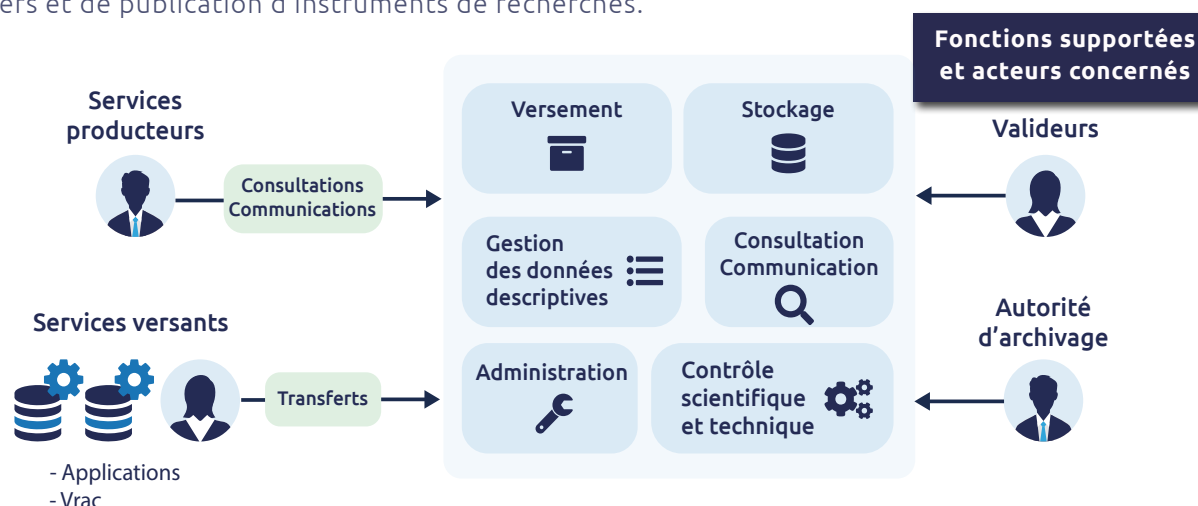 ers et de publication d'instruments de recherches.
Fonctions supportées
et acteurs concernés
Services
producteurs
Consultations
Communications
Versement
Stockage
Valideurs
Gestion
des données
descriptives
Consultation
Communication
Services versants
Transferts
Administration
Contrôle
scientifique
et technique
Autorité
d’archivage
- Applications
- Vrac